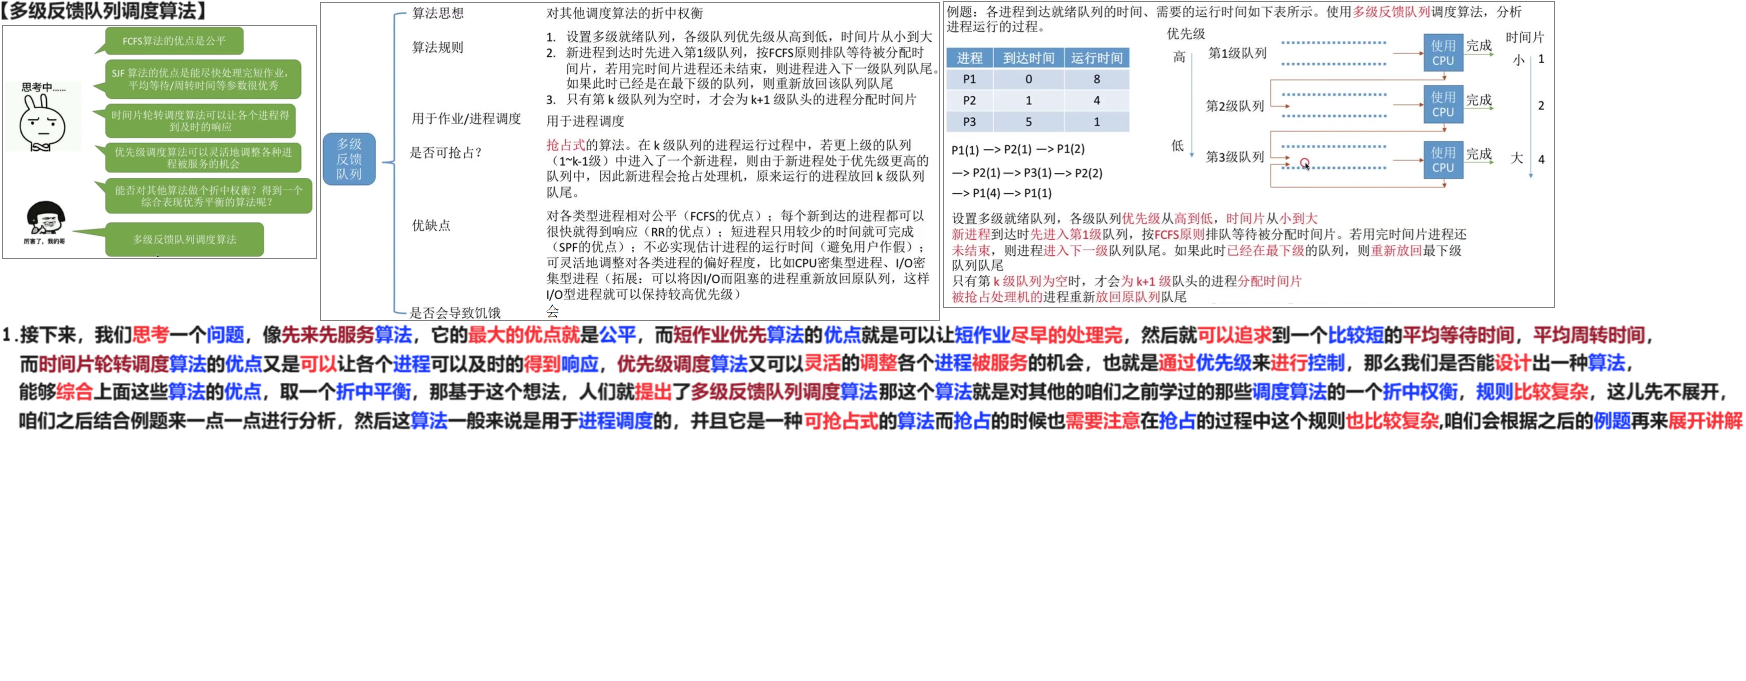 【多级反馈队列调度算法】
FCFS算法的优点是公平
SJF 算法的优点是能尽快处理完短作业，
平均等待/周转时间等参数很优秀
思考中......
时间片轮转调度算法可以让各个进程得
到及时的响应
优先级调度算法可以灵活地调整各种进
程被服务的机会
能否对其他算法做个折中权衡？得到一个
综合表现优秀平衡的算法呢？
厉害了，我的哥
多级反馈队列调度算法
多级
反馈
队列
算法思想
对其他调度算法的折中权衡
算法规则
1. 设置多级就绪队列，各级队列优先级从高到低，时间片从小到大
2. 新进程到达时先进入第1级队列，按FCFS原则排队等待被分配时
间片，若用完时间片进程还未结束，则进程进入下一级队列队尾。
如果此时已经是在最下级的队列，则重新放回该队列队尾
3. 只有第 k 级队列为空时，才会为 k+1 级队头的进程分配时间片
用于作业/进程调度
用于进程调度
是否可抢占？
抢占式的算法。在 k 级队列的进程运行过程中，若更上级的队列
（1~k-1级）中进入了一个新进程，则由于新进程处于优先级更高的
队列中，因此新进程会抢占处理机，原来运行的进程放回 k 级队列
队尾。
优缺点
对各类型进程相对公平（FCFS的优点）；每个新到达的进程都可以
很快就得到响应（RR的优点）；短进程只用较少的时间就可完成
（SPF的优点）；不必实现估计进程的运行时间（避免用户作假）；
可灵活地调整对各类进程的偏好程度，比如CPU密集型进程、I/O密
集型进程（拓展：可以将因I/O而阻塞的进程重新放回原队列，这样
I/O型进程就可以保持较高优先级）
是否会导致饥饿
会
例题：各进程到达就绪队列的时间、需要的运行时间如下表所示。使用多级反馈队列调度算法，分析
进程运行的过程。
进程 到达时间 运行时间
P1 0 8
P2 1 4
P3 5 1
P1(1) —> P2(1) —> P1(2)
—> P2(1) —> P3(1) —> P2(2)
—> P1(4) —> P1(1)
优先级
高
低
时间片
小
大
第1级队列 使用 CPU 完成 1
第2级队列 使用 CPU 完成 2
第3级队列 使用 CPU 完成 4
设置多级就绪队列，各级队列优先级从高到低，时间片从小到大
新进程到达时先进入第1级队列，按FCFS原则排队等待被分配时间片。若用完时间片进程还
未结束，则进程进入下一级队列队尾。如果此时已经在最下级的队列，则重新放回最下级
队列队尾
只有第 k 级队列为空时，才会为 k+1 级队头的进程分配时间片
被抢占处理机的进程重新放回原队列队尾
1.接下来，我们思考一个问题，像先来先服务算法，它的最大的优点就是公平，而短作业优先算法的优点就是可以让短作业尽早的处理完，然后就可以追求到一个比较短的平均等待时间，平均周转时间，
而时间片轮转调度算法的优点又是可以让各个进程可以及时的得到响应，优先级调度算法又可以灵活的调整各个进程被服务的机会，也就是通过优先级来进行控制，那么我们是否能设计出一种算法，
能够综合上面这些算法的优点，取一个折中平衡，那基于这个想法，人们就提出了多级反馈队列调度算法那这个算法就是对其他的咱们之前学过的那些调度算法的一个折中权衡，规则比较复杂，这儿先不展开，
咱们之后结合例题来一点一点进行分析，然后这算法一般来说是用于进程调度的，并且它是一种可抢占式的算法而抢占的时候也需要注意在抢占的过程中这个规则也比较复杂,咱们会根据之后的例题再来展开讲解